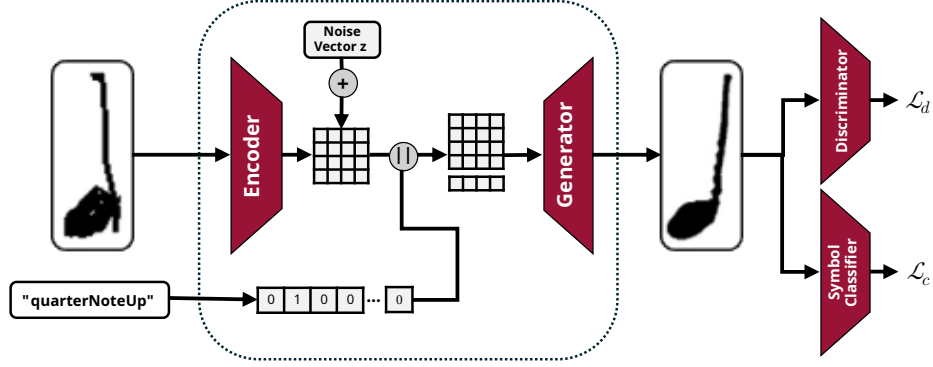 Noise
Vector z
+
Encoder
||
Generator
Discriminator
ℒd
Symbol
Classifier
ℒc
"quarterNoteUp"
0 1 0 0 ... 0